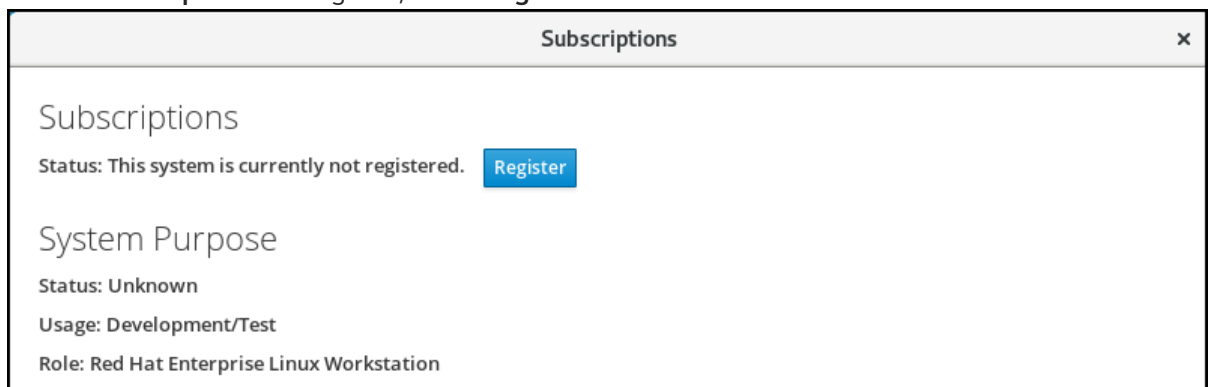 Subscriptions ×
Subscriptions
Status: This system is currently not registered. Register
System Purpose
Status: Unknown
Usage: Development/Test
Role: Red Hat Enterprise Linux Workstation